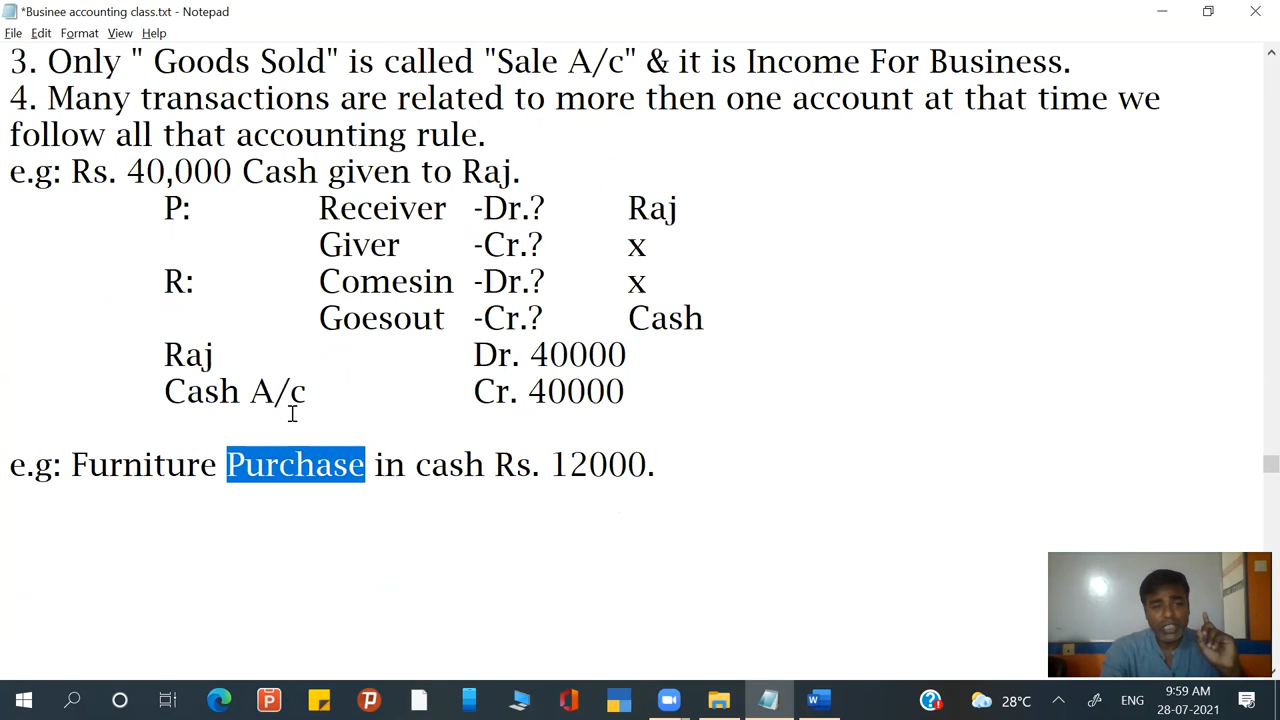 *Businee accounting class.txt - Notepad
File Edit Format View Help
3. Only " Goods Sold" is called "Sale A/c" & it is Income For Business.
4. Many transactions are related to more then one account at that time we
follow all that accounting rule.
e.g: Rs. 40,000 Cash given to Raj.
P: Receiver -Dr.? Raj
Giver -Cr.? x
R: Comesin -Dr.? x
Goesout -Cr.? Cash
Raj Dr. 40000
Cash A/c Cr. 40000
e.g: Furniture Purchase in cash Rs. 12000.
28°C ENG 9:59 AM
28-07-2021